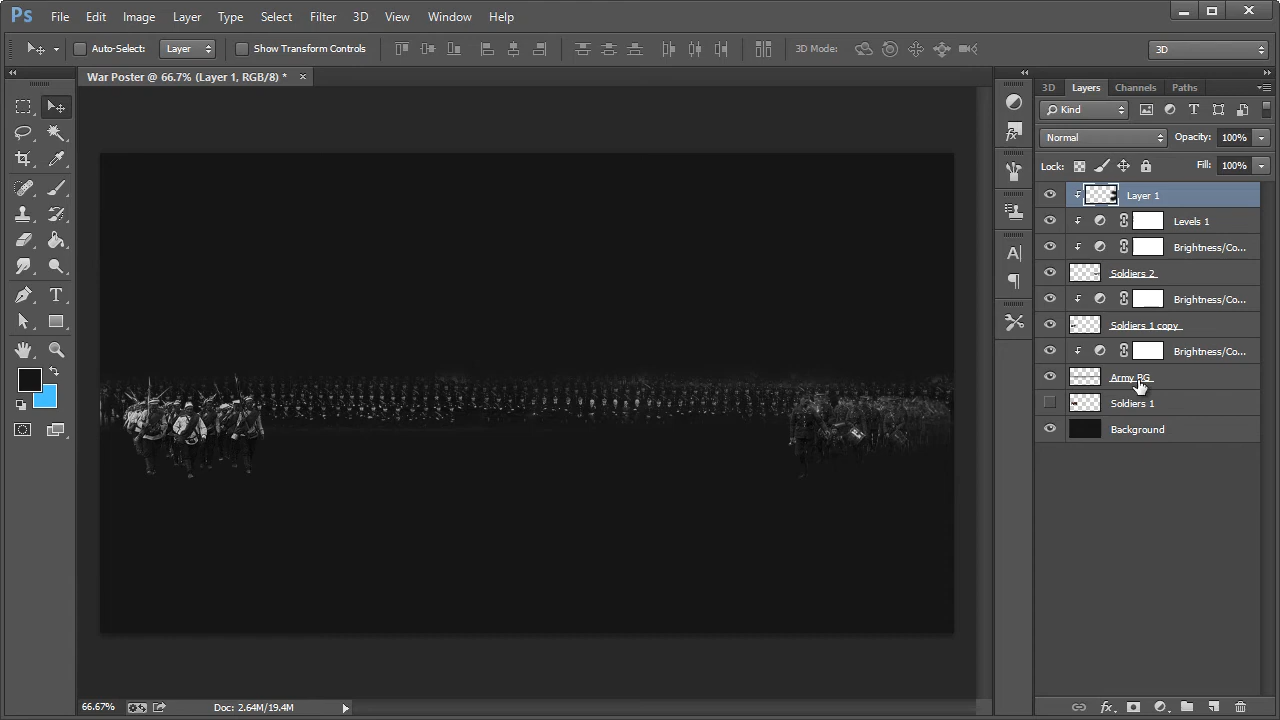 Ps File Edit Image Layer Type Select Filter 3D View Window Help
Auto-Select: Layer Show Transform Controls 3D Mode: 3D
War Poster @ 66.7% (Layer 1, RGB/8) *
3D Layers Channels Paths
Kind
Normal Opacity: 100%
Lock: Fill: 100%
Layer 1
Levels 1
Brightness/Co...
Soldiers 2
Brightness/Co...
Soldiers 1 copy
Brightness/Co...
Army BG
Soldiers 1
Background
66.67% Doc: 2.64M/19.4M